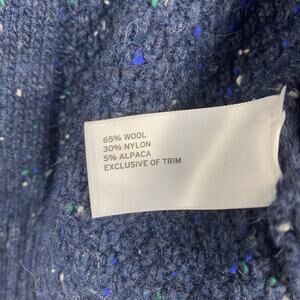 65% WOOL
30% NYLON
5% ALPACA
EXCLUSIVE OF TRIM